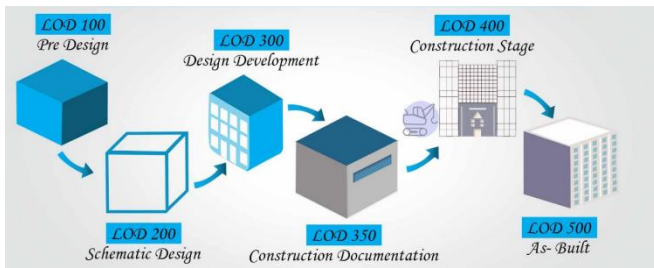 LOD 100
Pre Design
LOD 200
Schematic Design
LOD 300
Design Development
LOD 350
Construction Documentation
LOD 400
Construction Stage
LOD 500
As- Built